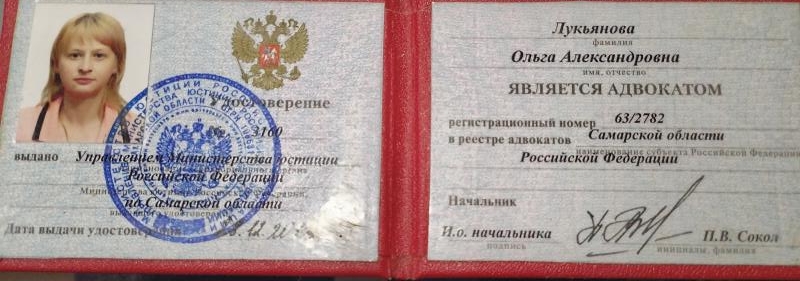 Удостоверение
№ 3160
выдано Управлением Министерства юстиции
Российской Федерации
по Самарской области
Дата выдачи удостоверения
Лукьянова
фамилия
Ольга Александровна
имя, отчество
ЯВЛЯЕТСЯ АДВОКАТОМ
регистрационный номер 63/2782
в реестре адвокатов Самарской области
наименование субъекта Российской Федерации
Российской Федерации
Начальник
И.о. начальника П.В. Сокол
подпись инициалы, фамилия